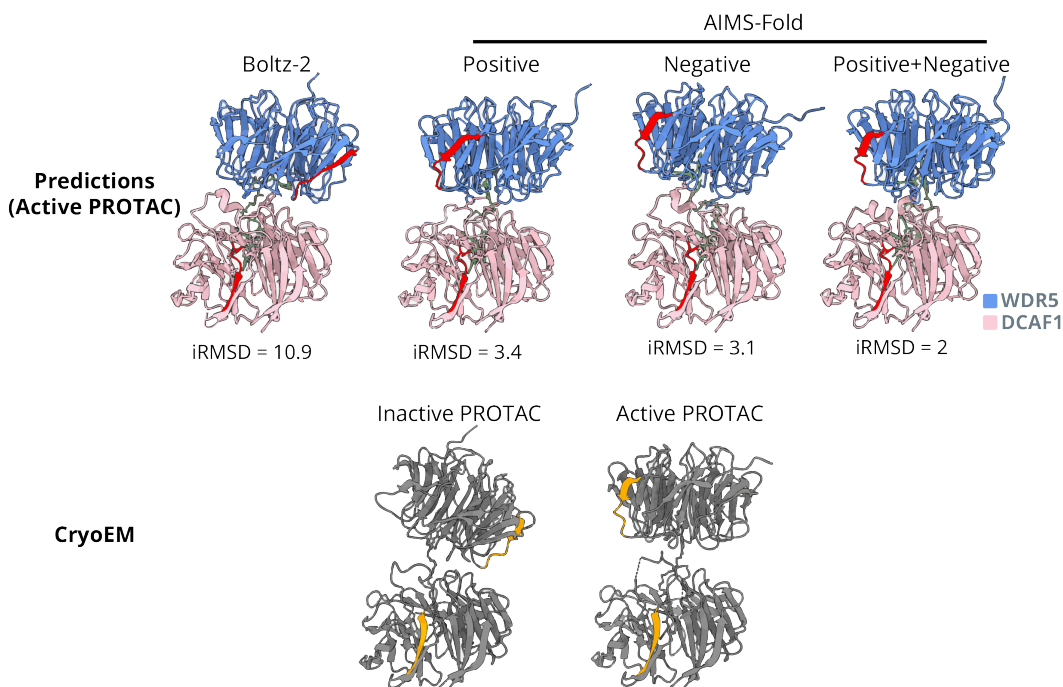 AIMS-Fold
Boltz-2
Positive
Negative
Positive+Negative
Predictions
(Active PROTAC)
WDR5
DCAF1
iRMSD = 10.9
iRMSD = 3.4
iRMSD = 3.1
iRMSD = 2
Inactive PROTAC
Active PROTAC
CryoEM